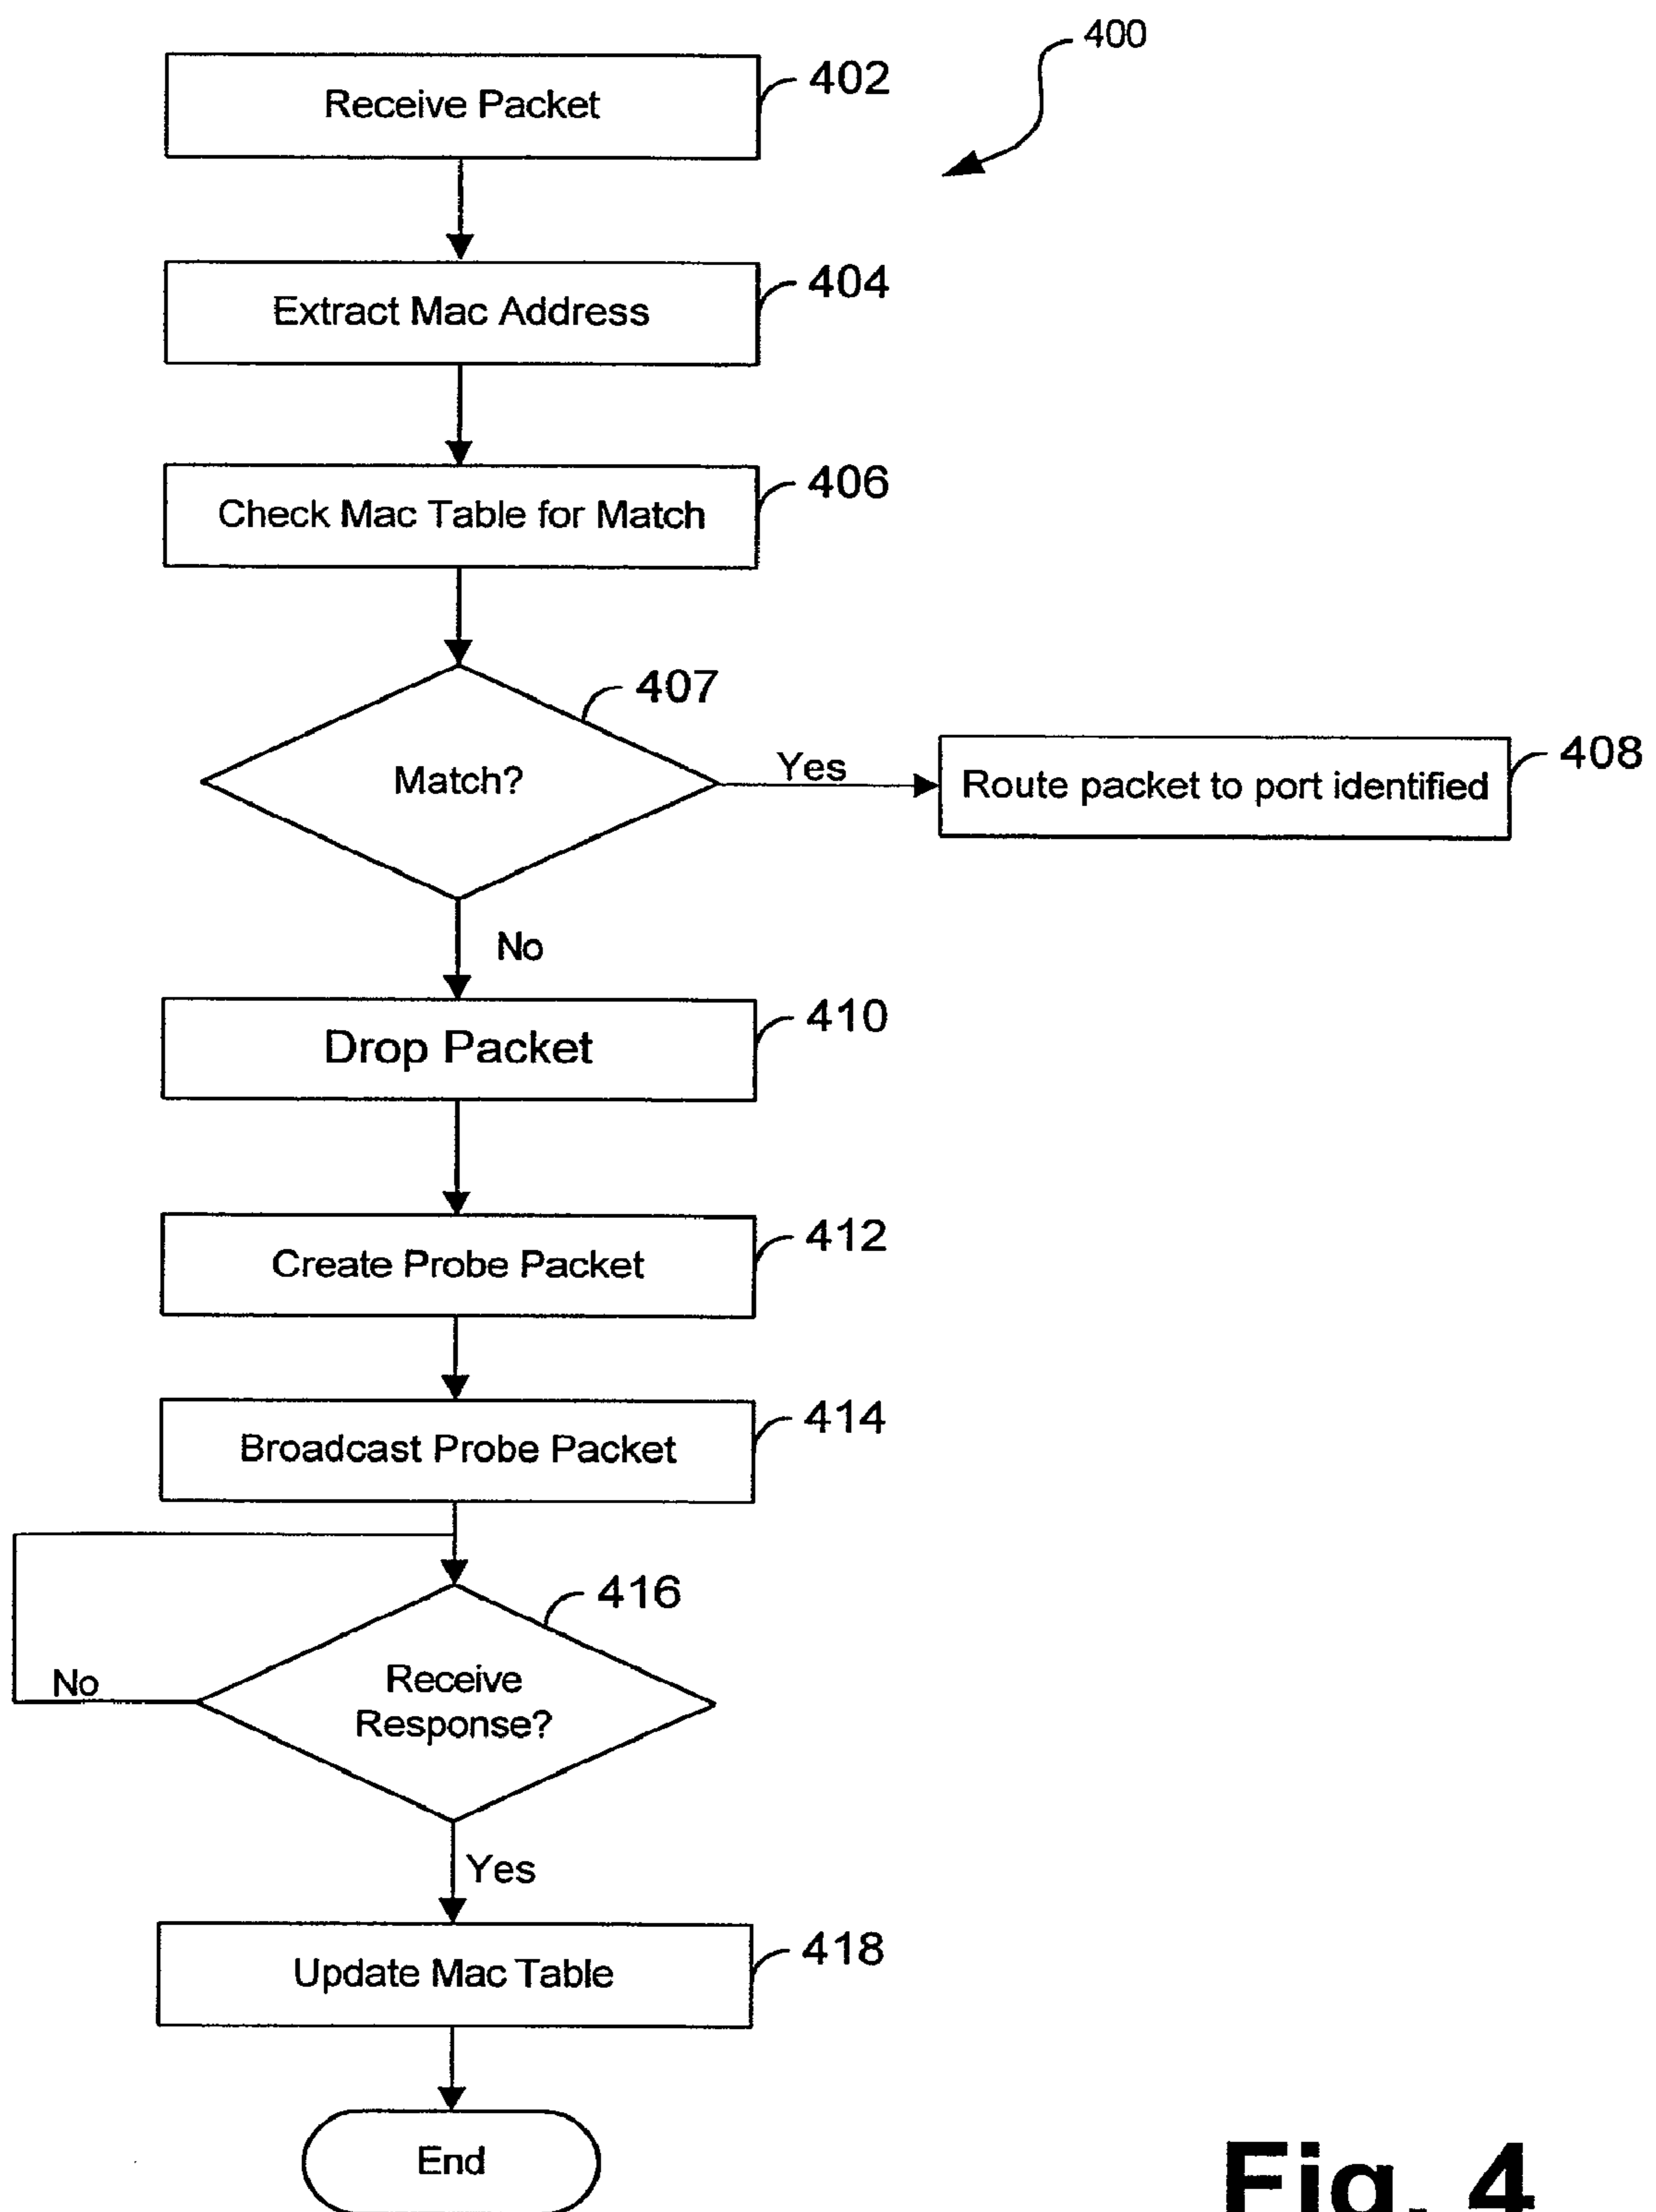 400
Receive Packet
402
Extract Mac Address
404
Check Mac Table for Match
406
Match?
407
Yes
Route packet to port identified
408
No
Drop Packet
410
Create Probe Packet
412
Broadcast Probe Packet
414
Receive
Response?
416
No
Yes
Update Mac Table
418
End
Fig. 4